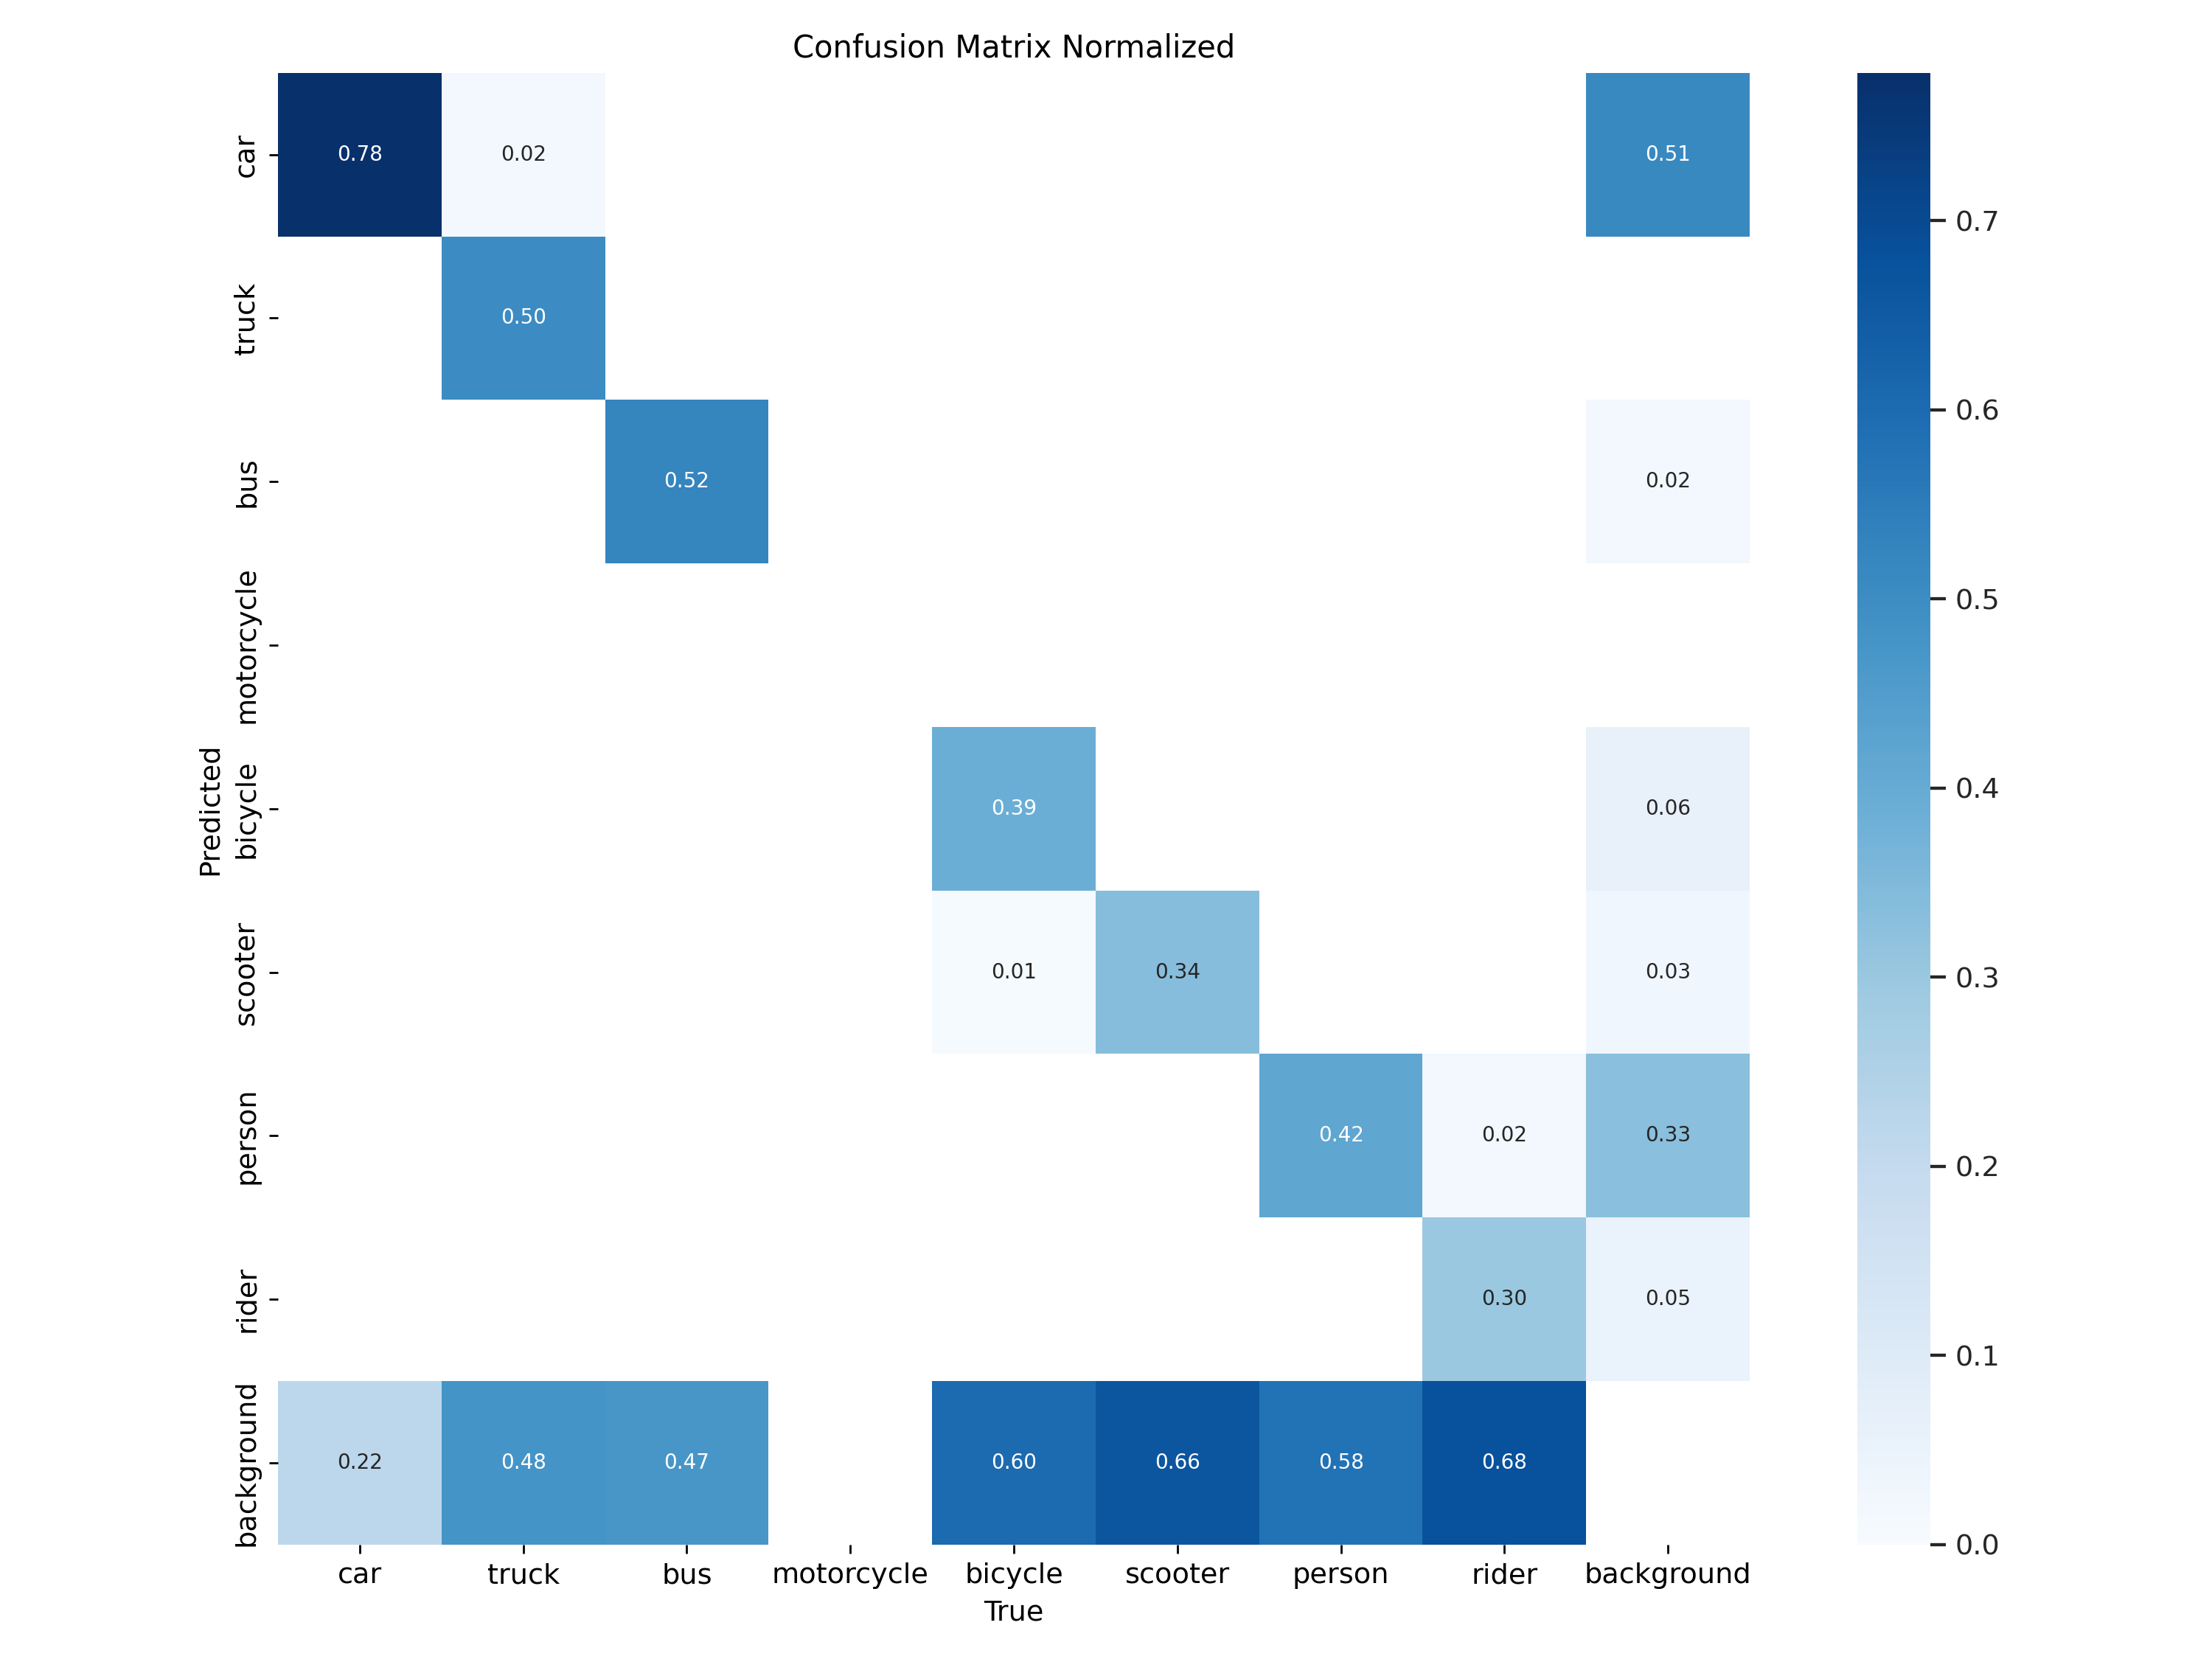 Confusion Matrix Normalized
car
0.78 0.02 0.51
truck
0.50
bus
0.52 0.02
motorcycle
Predicted
bicycle
0.39 0.06
scooter
0.01 0.34 0.03
person
0.42 0.02 0.33
rider
0.30 0.05
background
0.22 0.48 0.47 0.60 0.66 0.58 0.68
car truck bus motorcycle bicycle scooter person rider background
True
0.7
0.6
0.5
0.4
0.3
0.2
0.1
0.0